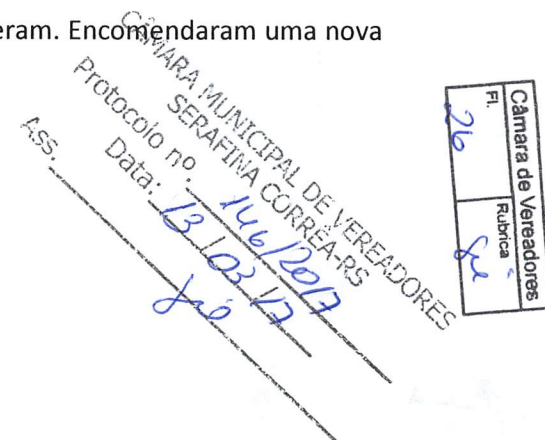 eram. Encomendaram uma nova
CÂMARA MUNICIPAL DE VEREADORES
SERAFINA CORRÊA-RS
Protocolo nº. 146/2017
Data: 13 / 03 / 17
Ass.
Câmara de Vereadores
Fl.
26
Rubrica